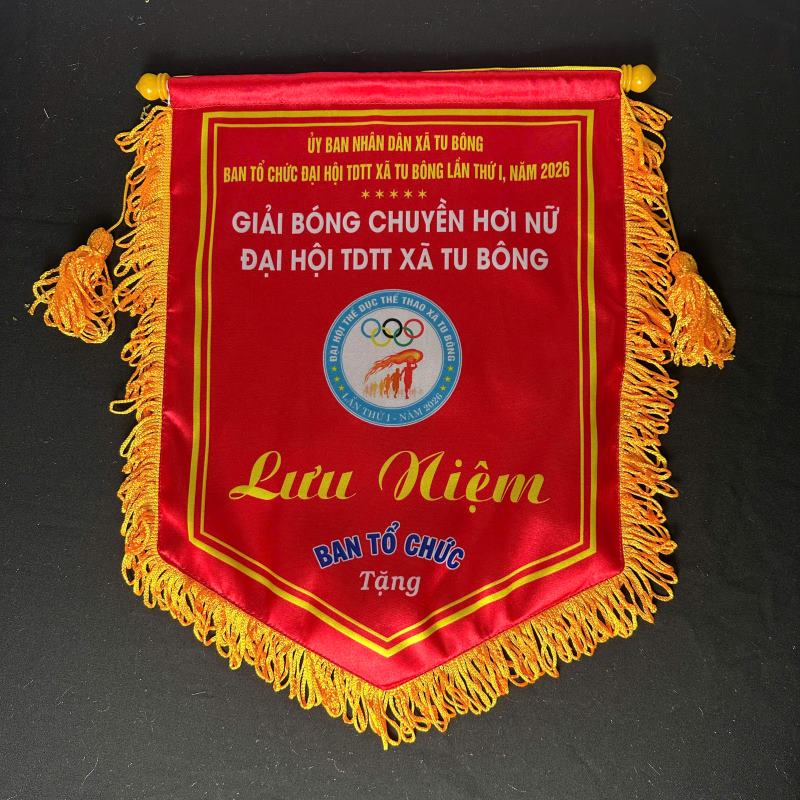 ỦY BAN NHÂN DÂN XÃ TU BÔNG
BAN TỔ CHỨC ĐẠI HỘI TDTT XÃ TU BÔNG LẦN THỨ I, NĂM 2026
GIẢI BÓNG CHUYỀN HƠI NỮ
ĐẠI HỘI TDTT XÃ TU BÔNG
ĐẠI HỘI THỂ DỤC THỂ THAO XÃ TU BÔNG
LẦN THỨ I - NĂM 2026
Lưu Niệm
BAN TỔ CHỨC
Tặng